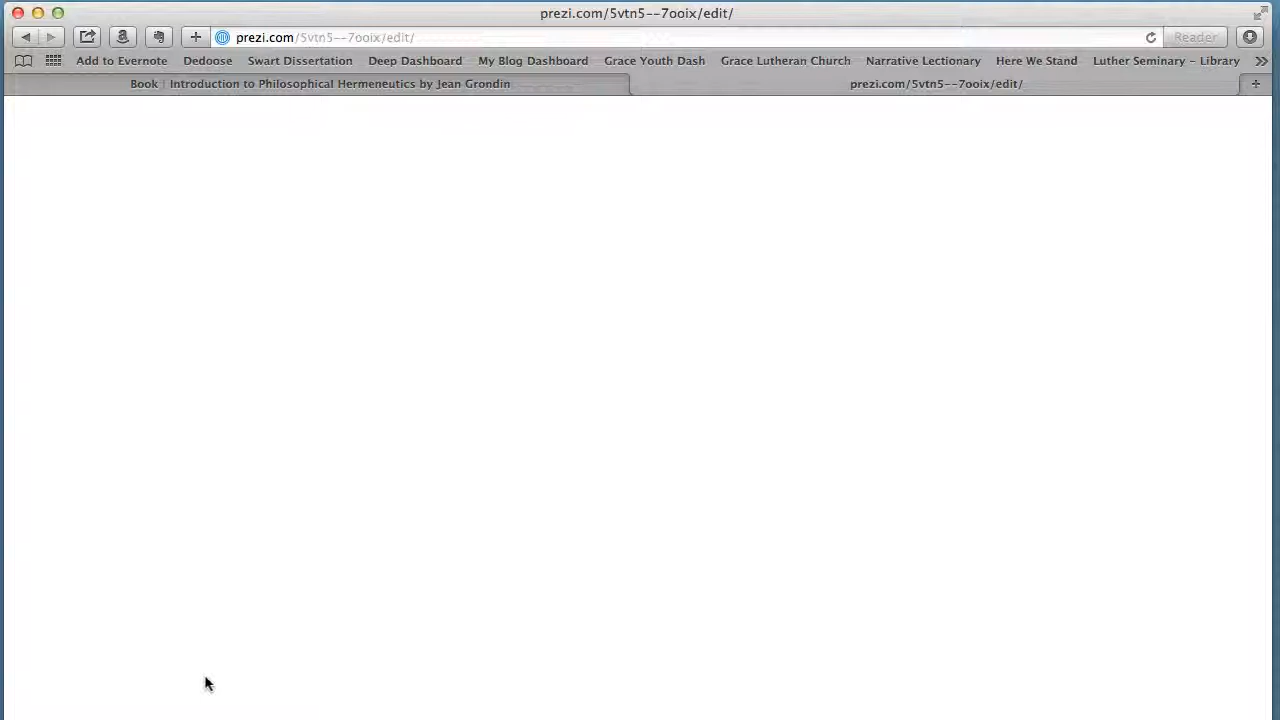 prezi.com/5vtn5--7ooix/edit/
prezi.com/5vtn5--7ooix/edit/ Reader
Add to Evernote Dedoose Swart Dissertation Deep Dashboard My Blog Dashboard Grace Youth Dash Grace Lutheran Church Narrative Lectionary Here We Stand Luther Seminary - Library
Book | Introduction to Philosophical Hermeneutics by Jean Grondin prezi.com/5vtn5--7ooix/edit/